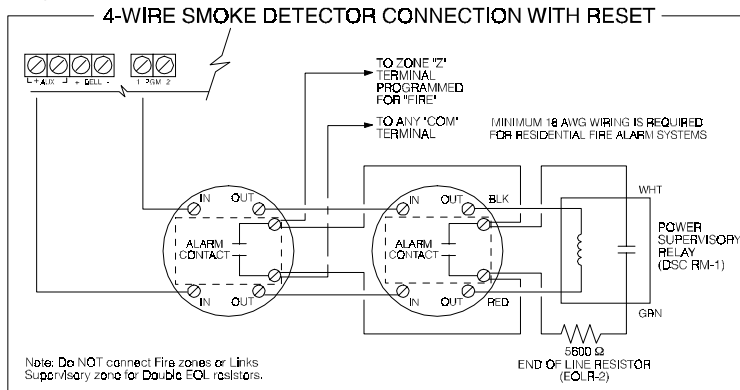 4-WIRE SMOKE DETECTOR CONNECTION WITH RESET
+ AUX - + BELL - 1 PGM 2
TO ZONE "Z"
TERMINAL
PROGRAMMED
FOR "FIRE"
TO ANY "COM"
TERMINAL
MINIMUM 18 AWG WIRING IS REQUIRED
FOR RESIDENTIAL FIRE ALARM SYSTEMS
IN OUT
IN OUT BLK
WHT
ALARM
CONTACT
ALARM
CONTACT
POWER
SUPERVISORY
RELAY
(DSC RM-1)
IN OUT
IN OUT RED
GRN
5600 Ω
END OF LINE RESISTOR
(EOLR-2)
Note: Do NOT connect Fire zones or Links
Supervisory zone for Double EOL resistors.